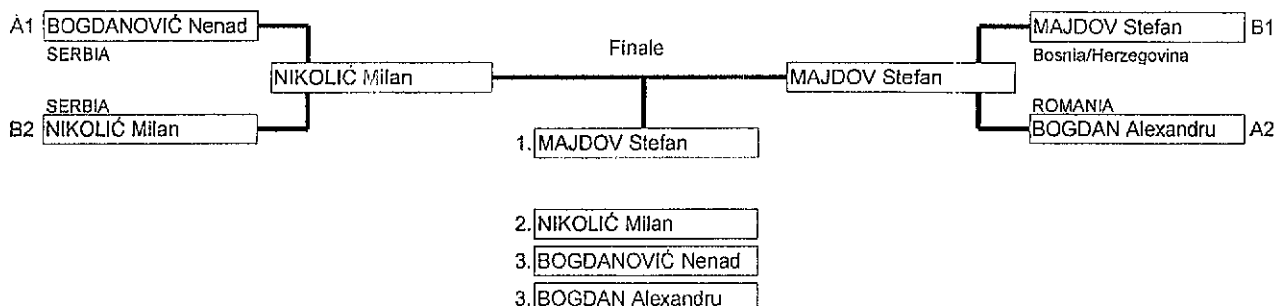 A1 BOGDANOVIĆ Nenad
SERBIA
SERBIA
B2 NIKOLIĆ Milan
NIKOLIĆ Milan
Finale
MAJDOV Stefan
MAJDOV Stefan B1
Bosnia/Herzegovina
ROMANIA
BOGDAN Alexandru A2
1. MAJDOV Stefan
2. NIKOLIĆ Milan
3. BOGDANOVIĆ Nenad
3. BOGDAN Alexandru